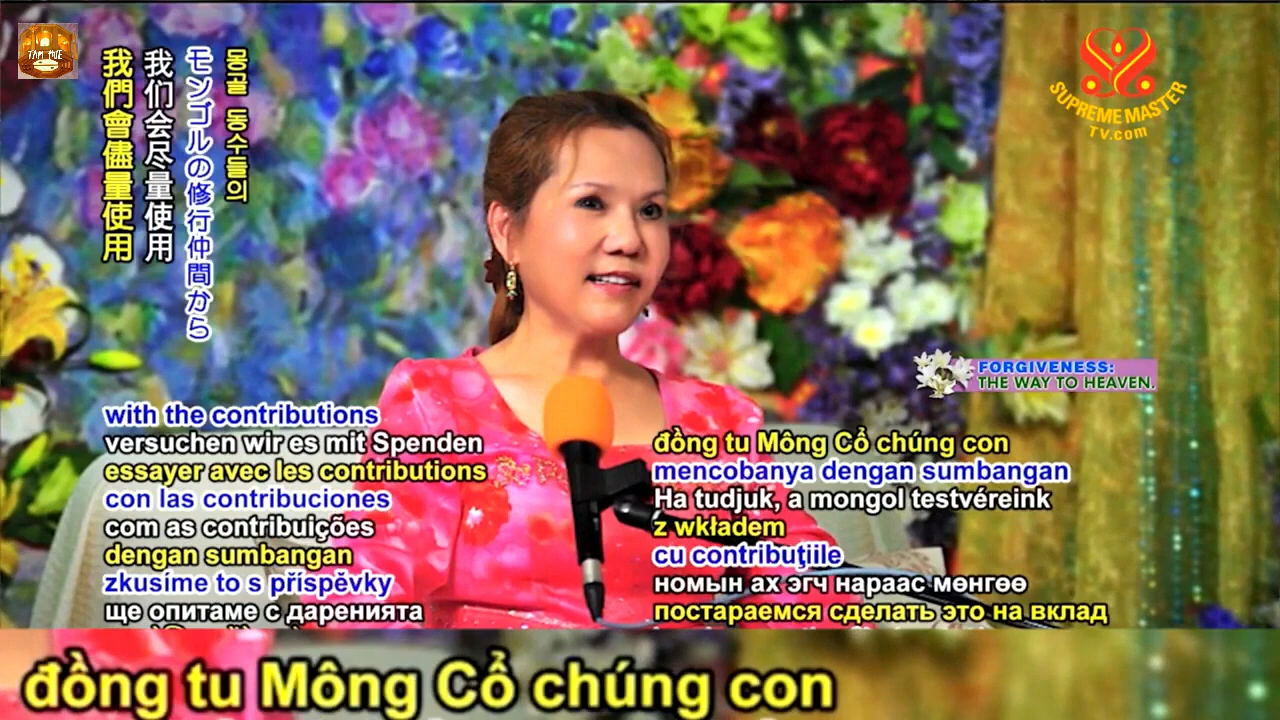 TAM TUE
我們會儘量使用
我们会尽量使用
モンゴルの修行仲間から
몽골 동수들의
SUPREME MASTER
TV.com
FORGIVENESS:
THE WAY TO HEAVEN.
with the contributions
versuchen wir es mit Spenden
essayer avec les contributions
con las contribuciones
com as contribuições
dengan sumbangan
zkusíme to s příspěvky
ще опитаме с даренията
đồng tu Mông Cổ chúng con
mencobanya dengan sumbangan
Ha tudjuk, a mongol testvéreink
z wkładem
cu contribuţiile
номын ах эгч нараас мөнгөө
постараемся сделать это на вклад
đồng tu Mông Cổ chúng con